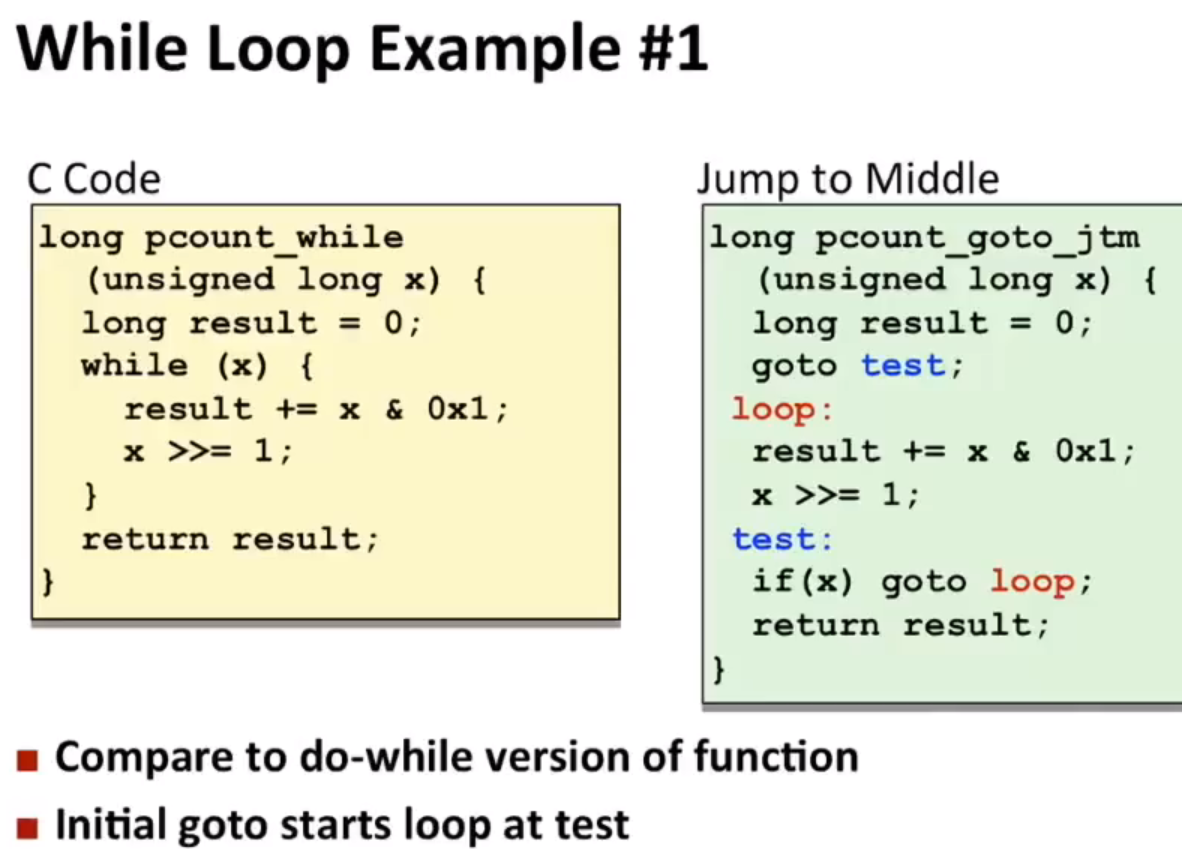 While Loop Example #1
C Code
long pcount_while
(unsigned long x) {
long result = 0;
while (x) {
result += x & 0x1;
x >>= 1;
}
return result;
}
Jump to Middle
long pcount_goto_jtm
(unsigned long x) {
long result = 0;
goto test;
loop:
result += x & 0x1;
x >>= 1;
test:
if(x) goto loop;
return result;
}
Compare to do-while version of function
Initial goto starts loop at test